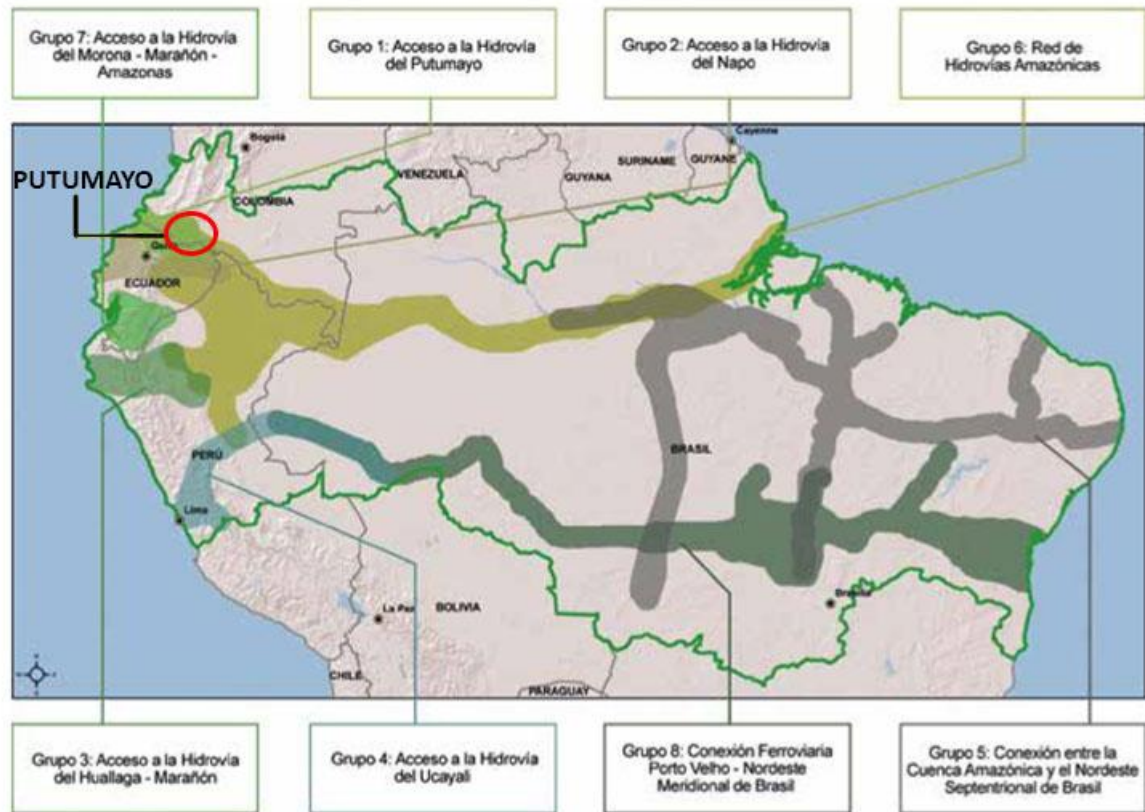 Grupo 7: Acceso a la Hidrovía
del Morona - Marañón -
Amazonas
Grupo 1: Acceso a la Hidrovía
del Putumayo
Grupo 2: Acceso a la Hidrovía
del Napo
Grupo 6: Red de
Hidrovías Amazónicas
Bogotá
Cayenne
SURINAME
GUYANE
VENEZUELA
GUYANA
PUTUMAYO
COLOMBIA
ECUADOR
PERÚ
BRASIL
Lima
Brasilia
La Paz
BOLIVIA
CHILE
PARAGUAY
Grupo 3: Acceso a la Hidrovía
del Huallaga - Marañón
Grupo 4: Acceso a la Hidrovía
del Ucayali
Grupo 8: Conexión Ferroviaria
Porto Velho - Nordeste
Meridional de Brasil
Grupo 5: Conexión entre la
Cuenca Amazónica y el Nordeste
Septentrional de Brasil